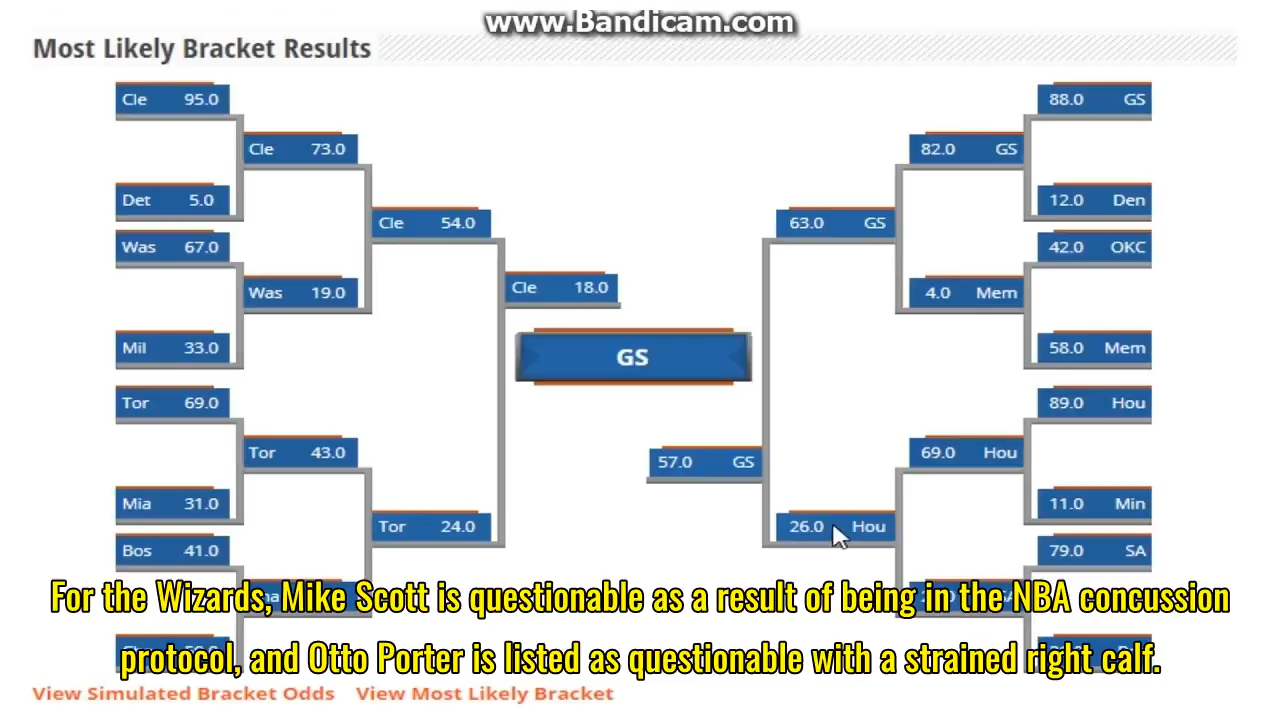 www.Bandicam.com
Most Likely Bracket Results
Cle 95.0
88.0 GS
Cle 73.0
82.0 GS
Det 5.0
12.0 Den
Cle 54.0
63.0 GS
Was 67.0
42.0 OKC
Cle 18.0
Was 19.0
4.0 Mem
Mil 33.0
GS
58.0 Mem
Tor 69.0
89.0 Hou
Tor 43.0
69.0 Hou
57.0 GS
Mia 31.0
11.0 Min
Tor 24.0
26.0 Hou
Bos 41.0
79.0 SA
For the Wizards, Mike Scott is questionable as a result of being in the NBA concussion
protocol, and Otto Porter is listed as questionable with a strained right calf.
View Simulated Bracket Odds View Most Likely Bracket